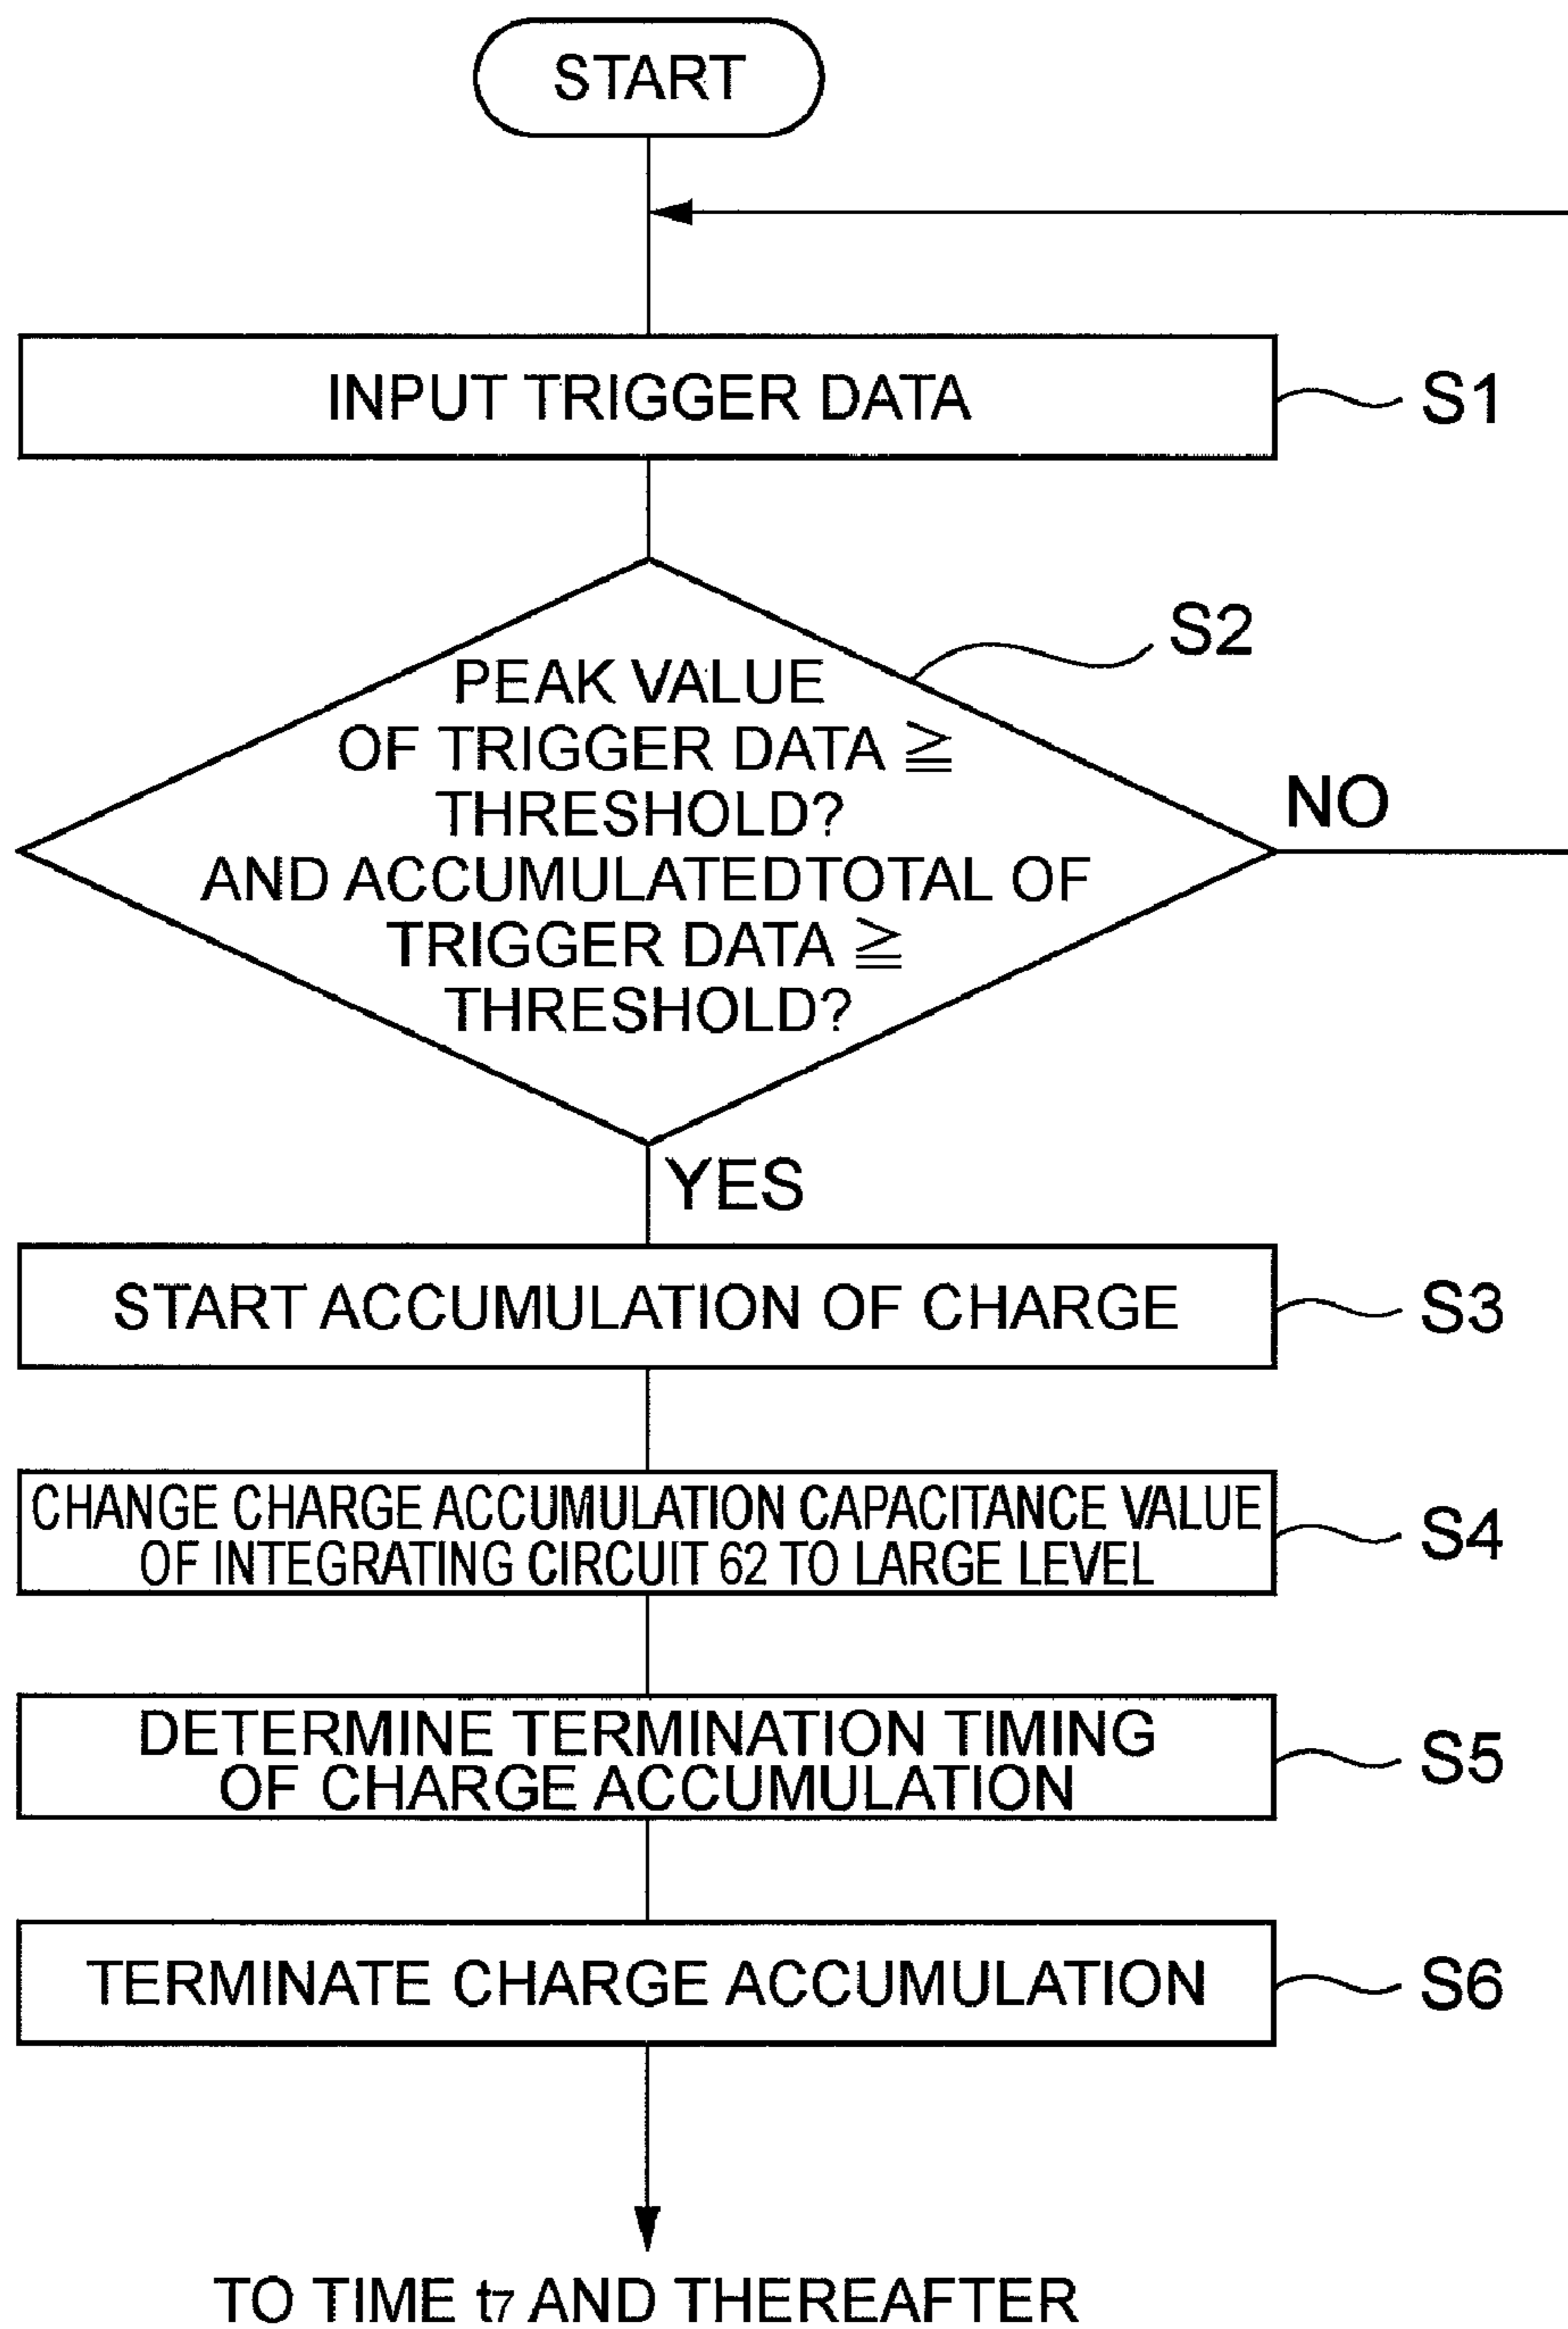 START
INPUT TRIGGER DATA
S1
S2
PEAK VALUE
OF TRIGGER DATA ≧
THRESHOLD?
AND ACCUMULATEDTOTAL OF
TRIGGER DATA ≧
THRESHOLD?
NO
YES
START ACCUMULATION OF CHARGE
S3
CHANGE CHARGE ACCUMULATION CAPACITANCE VALUE
OF INTEGRATING CIRCUIT 62 TO LARGE LEVEL
S4
DETERMINE TERMINATION TIMING
OF CHARGE ACCUMULATION
S5
TERMINATE CHARGE ACCUMULATION
S6
TO TIME t7 AND THEREAFTER